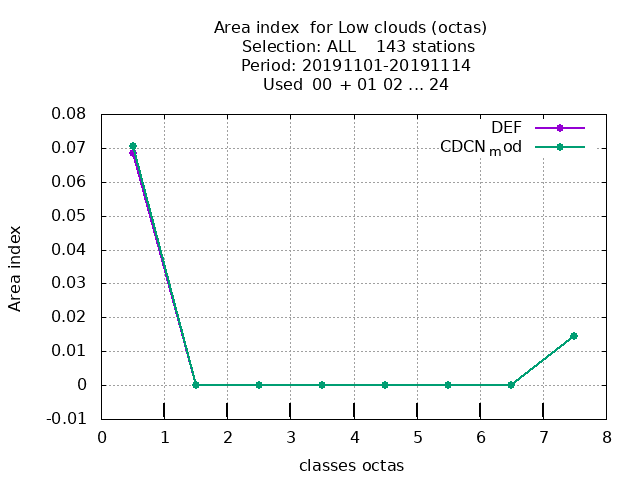 Area index  for Low clouds (octas)
Selection: ALL    143 stations
Period: 20191101-20191114
Used  00  + 01 02 ... 24
DEF
CDCNmod
0.08
0.07
0.06
0.05
0.04
0.03
0.02
0.01
0
-0.01
Area index
0 1 2 3 4 5 6 7 8
classes octas